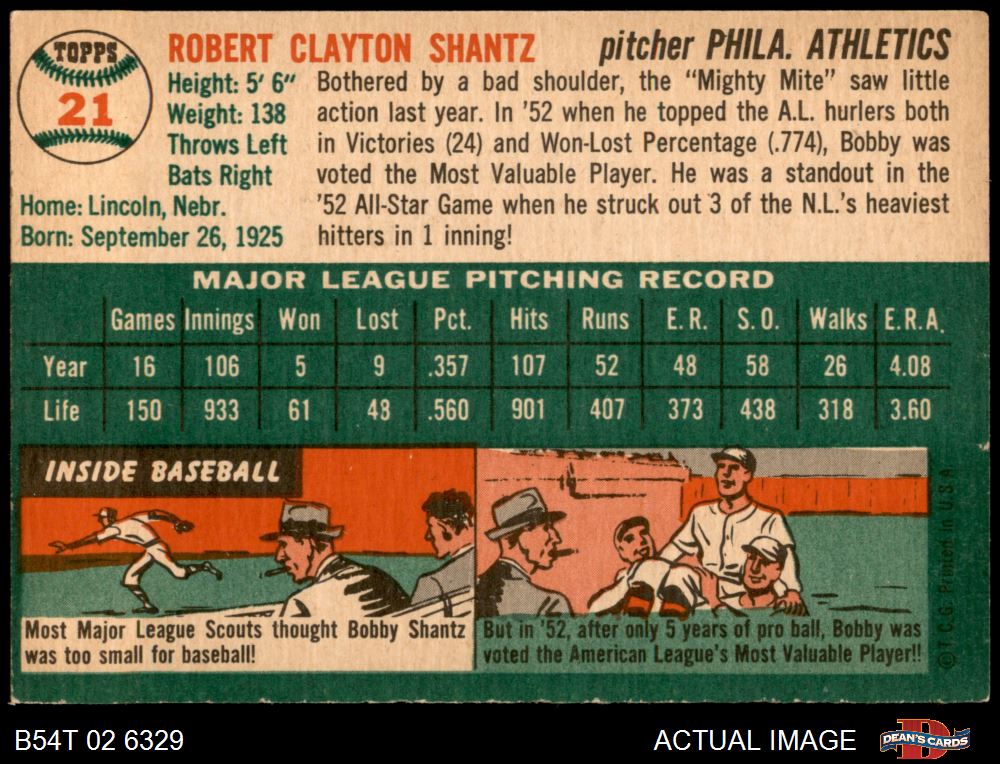 TOPPS
21
ROBERT CLAYTON SHANTZ pitcher PHILA. ATHLETICS
Height: 5' 6"
Weight: 138
Throws Left
Bats Right
Home: Lincoln, Nebr.
Born: September 26, 1925
Bothered by a bad shoulder, the "Mighty Mite" saw little
action last year. In '52 when he topped the A.L. hurlers both
in Victories (24) and Won-Lost Percentage (.774), Bobby was
voted the Most Valuable Player. He was a standout in the
'52 All-Star Game when he struck out 3 of the N.L.'s heaviest
hitters in 1 inning!
MAJOR LEAGUE PITCHING RECORD
Games Innings Won Lost Pct. Hits Runs E.R. S.O. Walks E.R.A.
Year 16 106 5 9 .357 107 52 48 58 26 4.08
Life 150 933 61 48 .560 901 407 373 438 318 3.60
INSIDE BASEBALL
Most Major League Scouts thought Bobby Shantz
was too small for baseball!
But in '52, after only 5 years of pro ball, Bobby was
voted the American League's Most Valuable Player!!
© T.C.G. Printed in U.S.A.
B54T 02 6329
ACTUAL IMAGE
DEAN'S CARDS